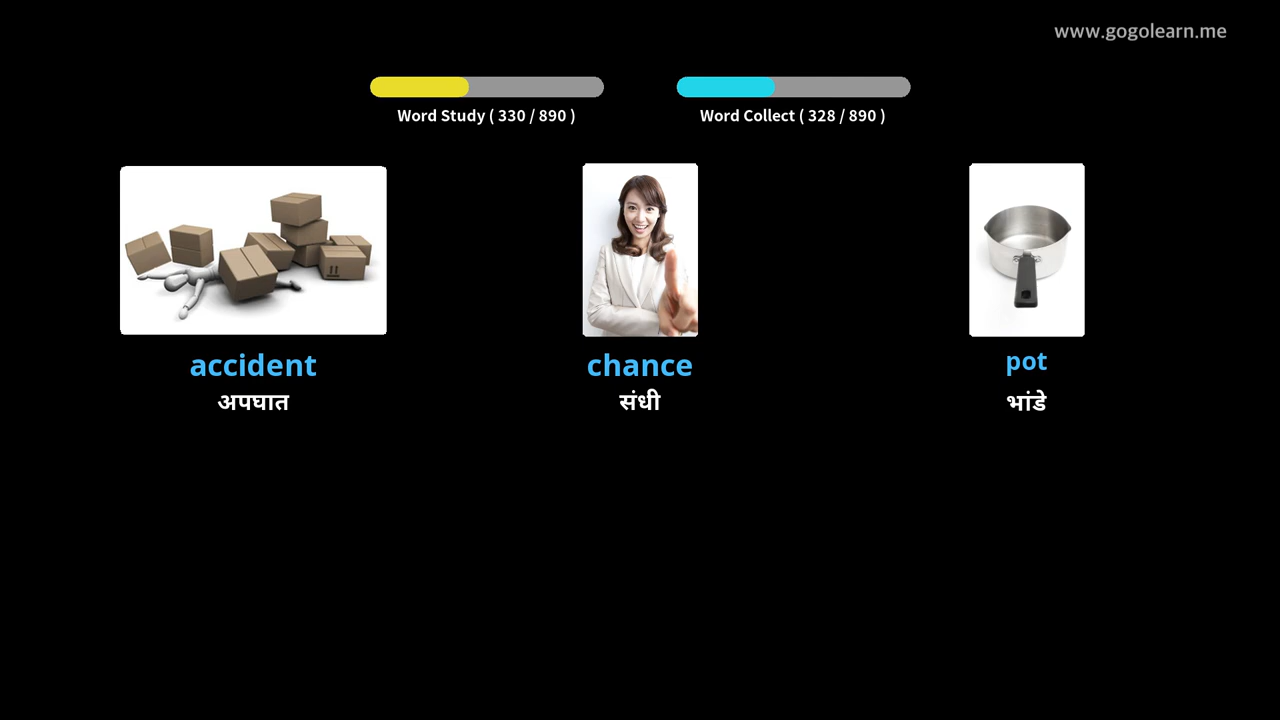 www.gogolearn.me
Word Study ( 330 / 890 )
Word Collect ( 328 / 890 )
accident
अपघात
chance
संधी
pot
भांडे